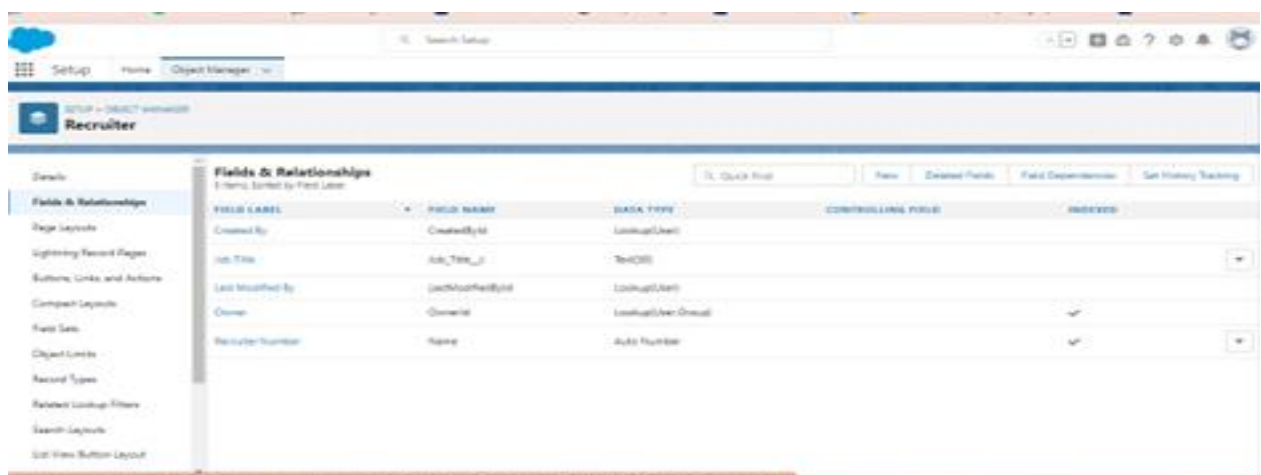 Search Setup
Setup Home Object Manager
SETUP > OBJECT MANAGER
Recruiter
Details
Fields & Relationships
Page Layouts
Lightning Record Pages
Buttons, Links, and Actions
Compact Layouts
Field Sets
Object Limits
Record Types
Related Lookup Filters
Search Layouts
List View Button Layout
Fields & Relationships
5 Items, Sorted by Field Label
Quick Find
New Deleted Fields Field Dependencies Set History Tracking
FIELD LABEL FIELD NAME DATA TYPE CONTROLLING FIELD INDEXED
Created By CreatedById Lookup(User)
Job Title Job_Title__c
Last Modified By LastModifiedById Lookup(User)
Owner OwnerId Lookup(User,Group)
Recruiter Number Name Auto Number